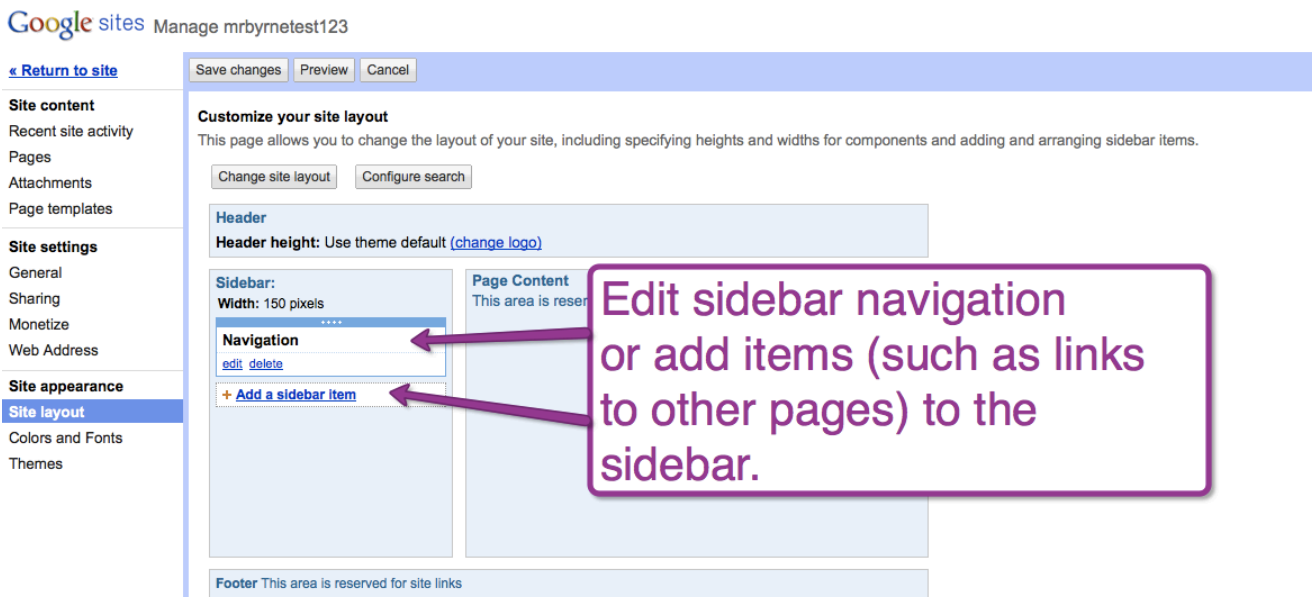 Google sites Manage mrbyrnetest123
« Return to site
Save changes Preview Cancel
Site content
Recent site activity
Pages
Attachments
Page templates
Site settings
General
Sharing
Monetize
Web Address
Site appearance
Site layout
Colors and Fonts
Themes
Customize your site layout
This page allows you to change the layout of your site, including specifying heights and widths for components and adding and arranging sidebar items.
Change site layout Configure search
Header
Header height: Use theme default (change logo)
Sidebar:
Width: 150 pixels
Navigation
edit delete
+ Add a sidebar item
Page Content
This area is reser
Edit sidebar navigation
or add items (such as links
to other pages) to the
sidebar.
Footer This area is reserved for site links